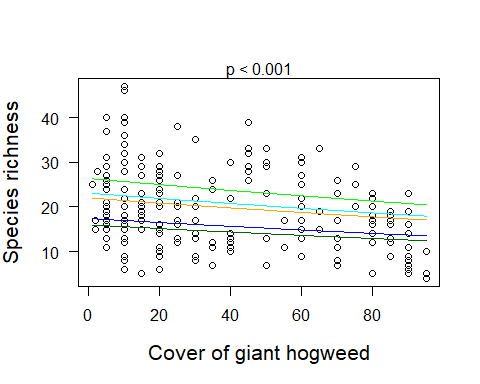 p < 0.001
Species richness
40
30
20
10
0 20 40 60 80
Cover of giant hogweed